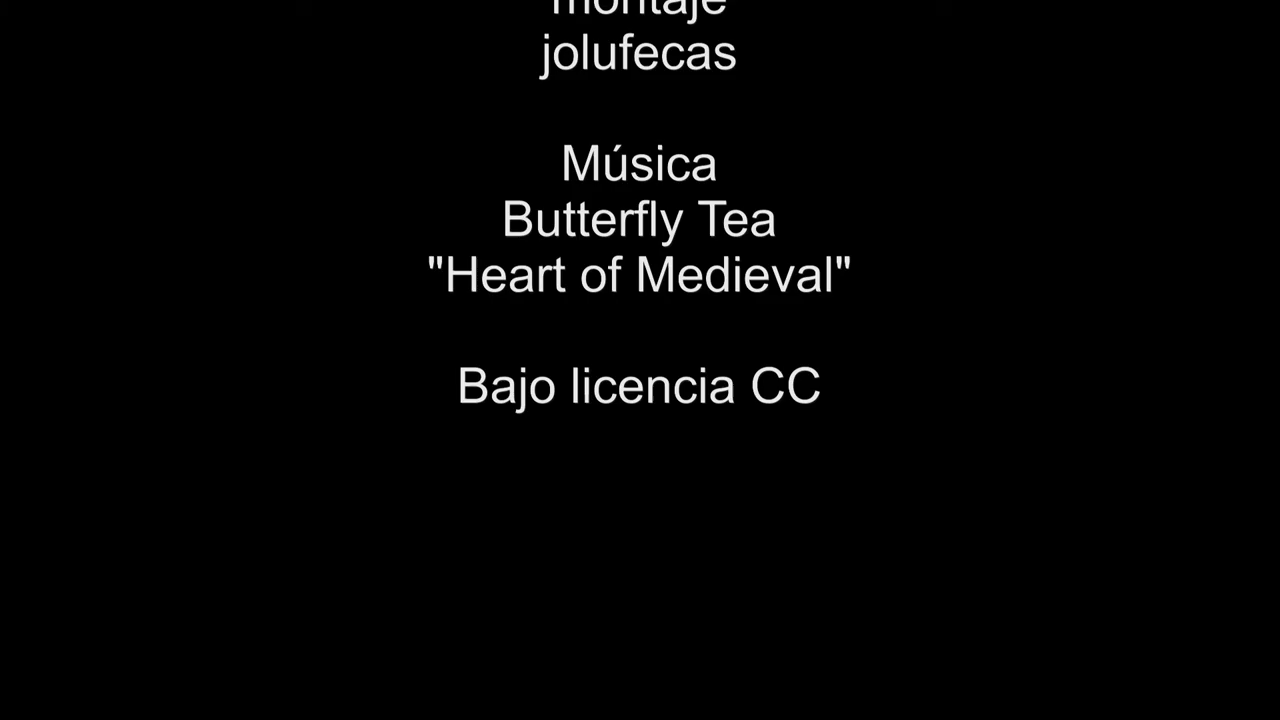 montaje
jolufecas
Música
Butterfly Tea
"Heart of Medieval"
Bajo licencia CC